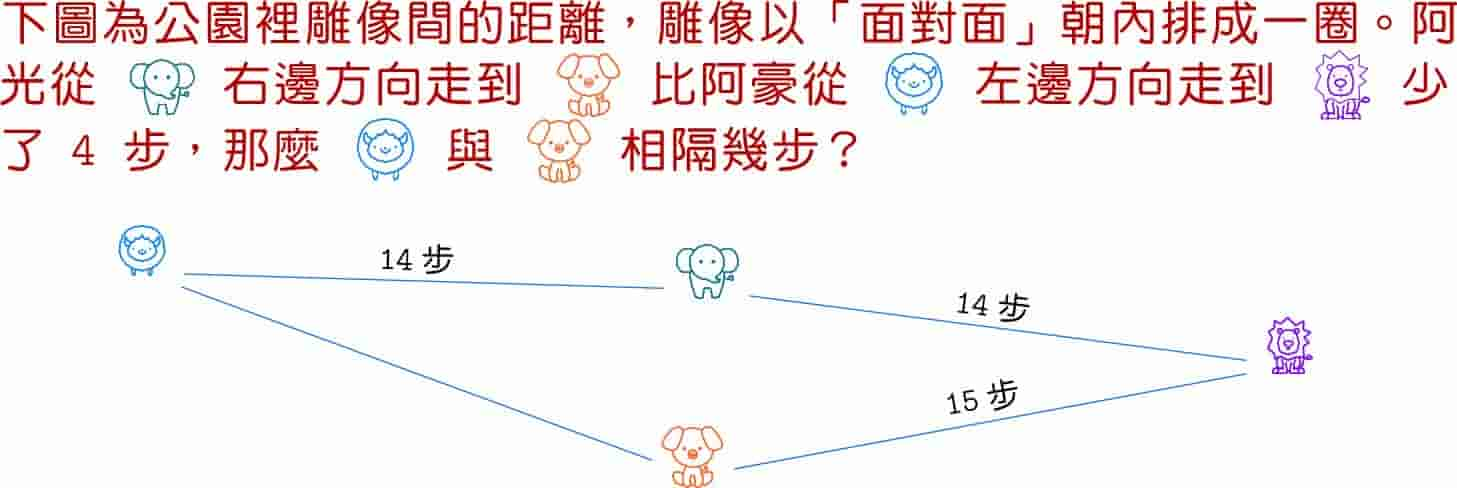 下圖為公園裡雕像間的距離，雕像以「面對面」朝內排成一圈。阿
光從 右邊方向走到 比阿豪從 左邊方向走到 少
了 4 步，那麼 與 相隔幾步？
14 步
14 步
15 步